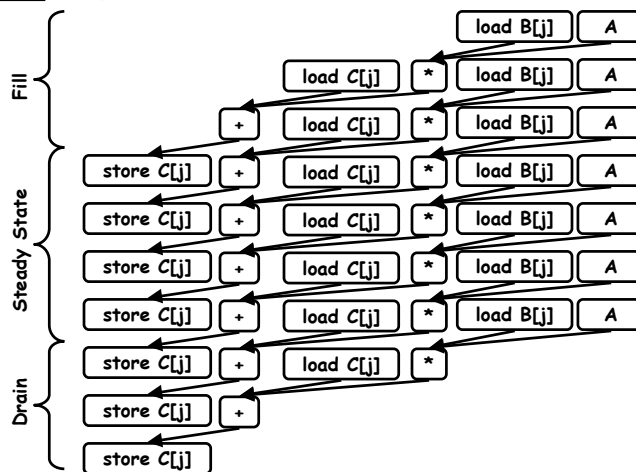 load B[j] A
Fill
load C[j] * load B[j] A
+ load C[j] * load B[j] A
store C[j] + load C[j] * load B[j] A
store C[j] + load C[j] * load B[j] A
Steady State
store C[j] + load C[j] * load B[j] A
store C[j] + load C[j] * load B[j] A
store C[j] + load C[j] *
Drain
store C[j] +
store C[j]